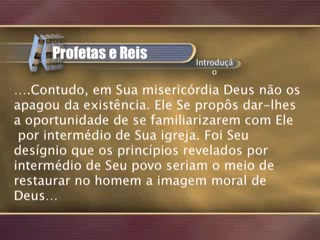 Profetas e Reis
Introduçã
o
….Contudo, em Sua misericórdia Deus não os
apagou da existência. Ele Se propôs dar-lhes
a oportunidade de se familiarizarem com Ele
por intermédio de Sua igreja. Foi Seu
desígnio que os princípios revelados por
intermédio de Seu povo seriam o meio de
restaurar no homem a imagem moral de
Deus…